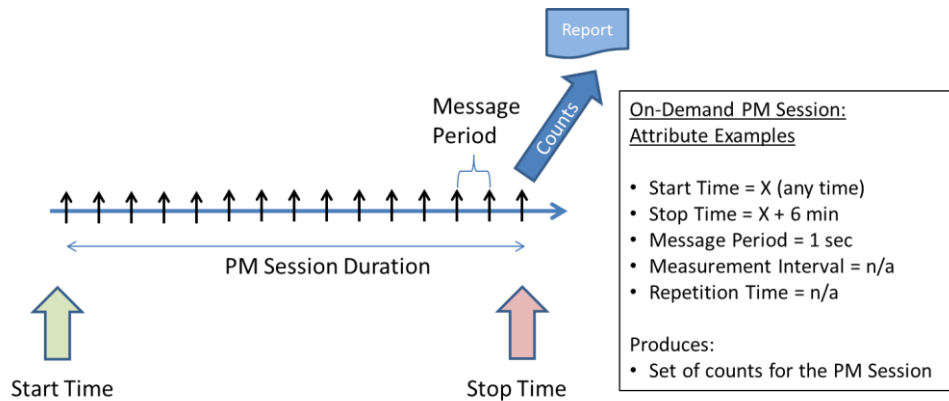 Report
Counts
Message
Period
PM Session Duration
Start Time
Stop Time
On-Demand PM Session:
Attribute Examples
• Start Time = X (any time)
• Stop Time = X + 6 min
• Message Period = 1 sec
• Measurement Interval = n/a
• Repetition Time = n/a
Produces:
• Set of counts for the PM Session